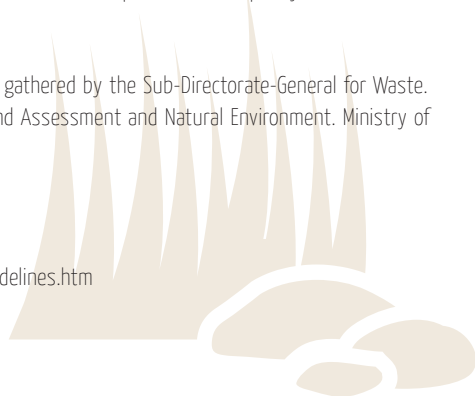 gathered by the Sub-Directorate-General for Waste.
nd Assessment and Natural Environment. Ministry of
delines.htm